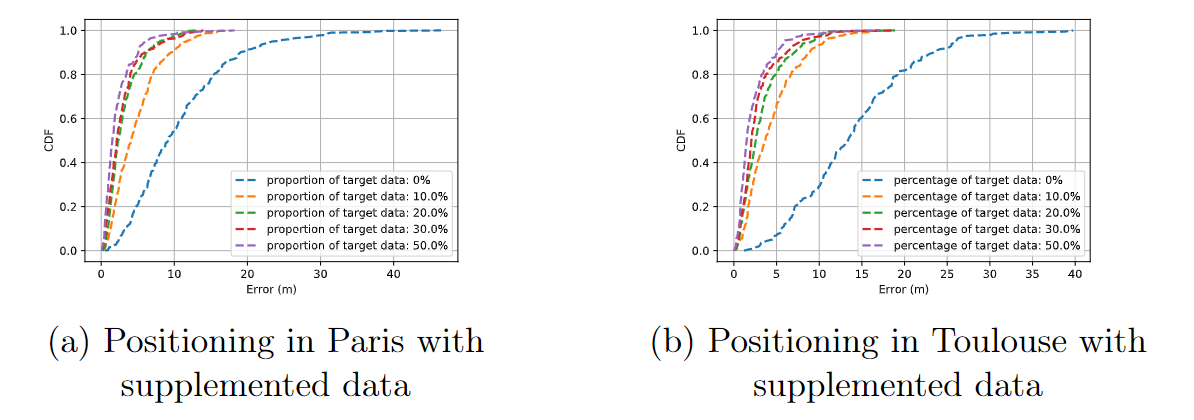 1.0
0.8
0.6
0.4
0.2
0.0
CDF
0 10 20 30 40
Error (m)
proportion of target data: 0%
proportion of target data: 10.0%
proportion of target data: 20.0%
proportion of target data: 30.0%
proportion of target data: 50.0%
(a) Positioning in Paris with
supplemented data
1.0
0.8
0.6
0.4
0.2
0.0
CDF
0 5 10 15 20 25 30 35 40
Error (m)
percentage of target data: 0%
percentage of target data: 10.0%
percentage of target data: 20.0%
percentage of target data: 30.0%
percentage of target data: 50.0%
(b) Positioning in Toulouse with
supplemented data